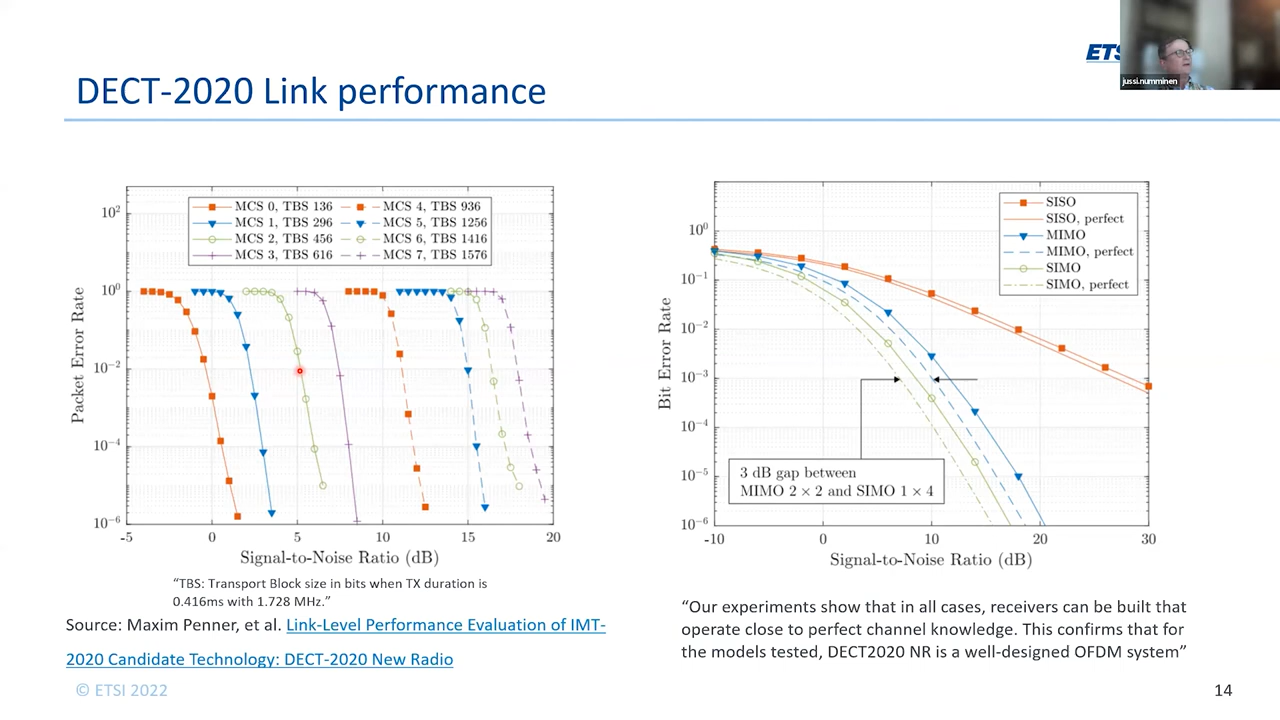 ETSI
jussi.numminen
DECT-2020 Link performance
10^2
10^0
10^-2
10^-4
10^-6
Packet Error Rate
MCS 0, TBS 136
MCS 1, TBS 296
MCS 2, TBS 456
MCS 3, TBS 616
MCS 4, TBS 936
MCS 5, TBS 1256
MCS 6, TBS 1416
MCS 7, TBS 1576
-5 0 5 10 15 20
Signal-to-Noise Ratio (dB)
“TBS: Transport Block size in bits when TX duration is
0.416ms with 1.728 MHz.”
Source: Maxim Penner, et al. Link-Level Performance Evaluation of IMT-
2020 Candidate Technology: DECT-2020 New Radio
10^0
10^-1
10^-2
10^-3
10^-4
10^-5
10^-6
Bit Error Rate
SISO
SISO, perfect
MIMO
MIMO, perfect
SIMO
SIMO, perfect
3 dB gap between
MIMO 2 × 2 and SIMO 1 × 4
-10 0 10 20 30
Signal-to-Noise Ratio (dB)
“Our experiments show that in all cases, receivers can be built that
operate close to perfect channel knowledge. This confirms that for
the models tested, DECT2020 NR is a well-designed OFDM system”
© ETSI 2022
14